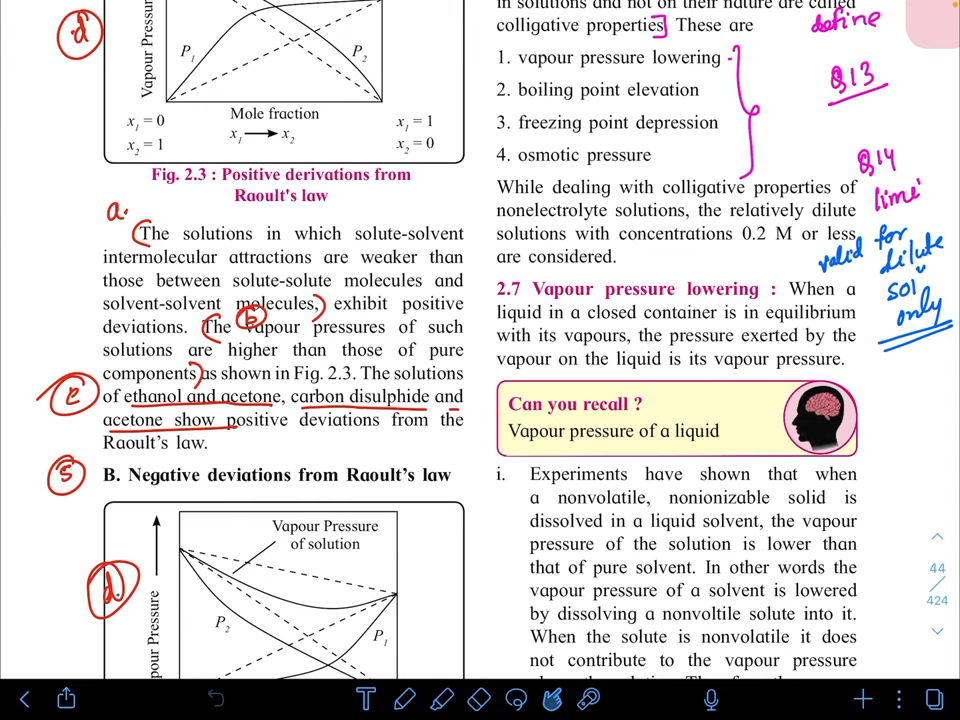 d
Vapour Pressur
P1
P2
x1 = 0
x2 = 1
Mole fraction
x1 → x2
x1 = 1
x2 = 0
Fig. 2.3 : Positive derivations from
Raoult's law
a.
The solutions in which solute-solvent
intermolecular attractions are weaker than
those between solute-solute molecules and
solvent-solvent molecules, exhibit positive
b
deviations. The vapour pressures of such
solutions are higher than those of pure
components as shown in Fig. 2.3. The solutions
of ethanol and acetone, carbon disulphide and
acetone show positive deviations from the
Raoult's law.
5
B. Negative deviations from Raoult's law
d.
Vapour Pressure
of solution
P2
P1
pour Pressure
in solutions and not on their nature are called
colligative properties] These are
define
1. vapour pressure lowering
2. boiling point elevation
3. freezing point depression
4. osmotic pressure
Q13
While dealing with colligative properties of
nonelectrolyte solutions, the relatively dilute
solutions with concentrations 0.2 M or less
are considered.
Q14
valid for
dilute
sol
only
2.7 Vapour pressure lowering : When a
liquid in a closed container is in equilibrium
with its vapours, the pressure exerted by the
vapour on the liquid is its vapour pressure.
Can you recall ?
Vapour pressure of a liquid
i. Experiments have shown that when
a nonvolatile, nonionizable solid is
dissolved in a liquid solvent, the vapour
pressure of the solution is lower than
that of pure solvent. In other words the
vapour pressure of a solvent is lowered
by dissolving a nonvoltile solute into it.
When the solute is nonvolatile it does
not contribute to the vapour pressure
44
424